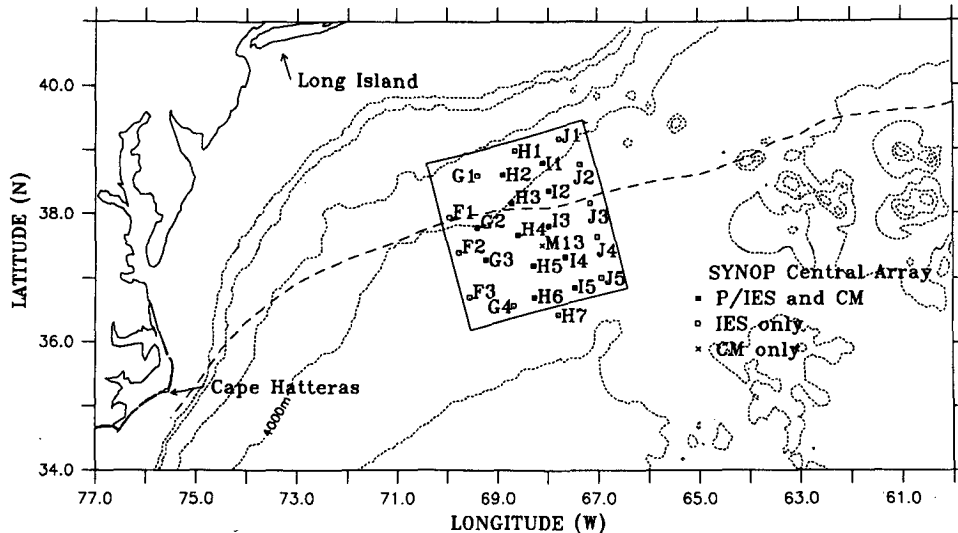 40.0
38.0
36.0
34.0
LATITUDE (N)
Long Island
J1
H1
I1
G1
H2
J2
I2
H3
F1
G2
J3
I3
H4
M13
F2
J4
G3
I4
H5
J5
F3
I5
H6
G4
H7
SYNOP Central Array
P/IES and CM
IES only
CM only
Cape Hatteras
4000m
77.0 75.0 73.0 71.0 69.0 67.0 65.0 63.0 61.0
LONGITUDE (W)